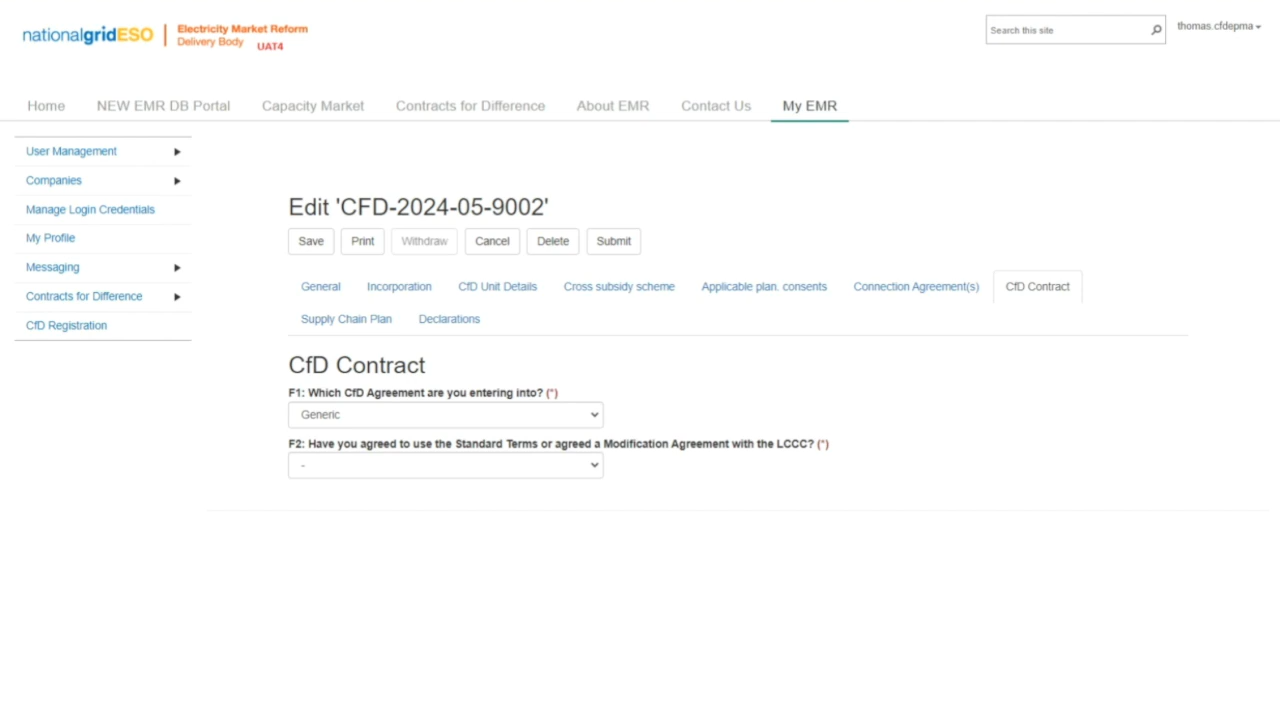 nationalgridESO
Electricity Market Reform
Delivery Body UAT4
Search this site
thomas.cfdepma
Home NEW EMR DB Portal Capacity Market Contracts for Difference About EMR Contact Us My EMR
User Management
Companies
Manage Login Credentials
My Profile
Messaging
Contracts for Difference
CfD Registration
Edit 'CFD-2024-05-9002'
Save Print Withdraw Cancel Delete Submit
General Incorporation CfD Unit Details Cross subsidy scheme Applicable plan. consents Connection Agreement(s) CfD Contract
Supply Chain Plan Declarations
CfD Contract
F1: Which CfD Agreement are you entering into? (*)
Generic
F2: Have you agreed to use the Standard Terms or agreed a Modification Agreement with the LCCC? (*)
-